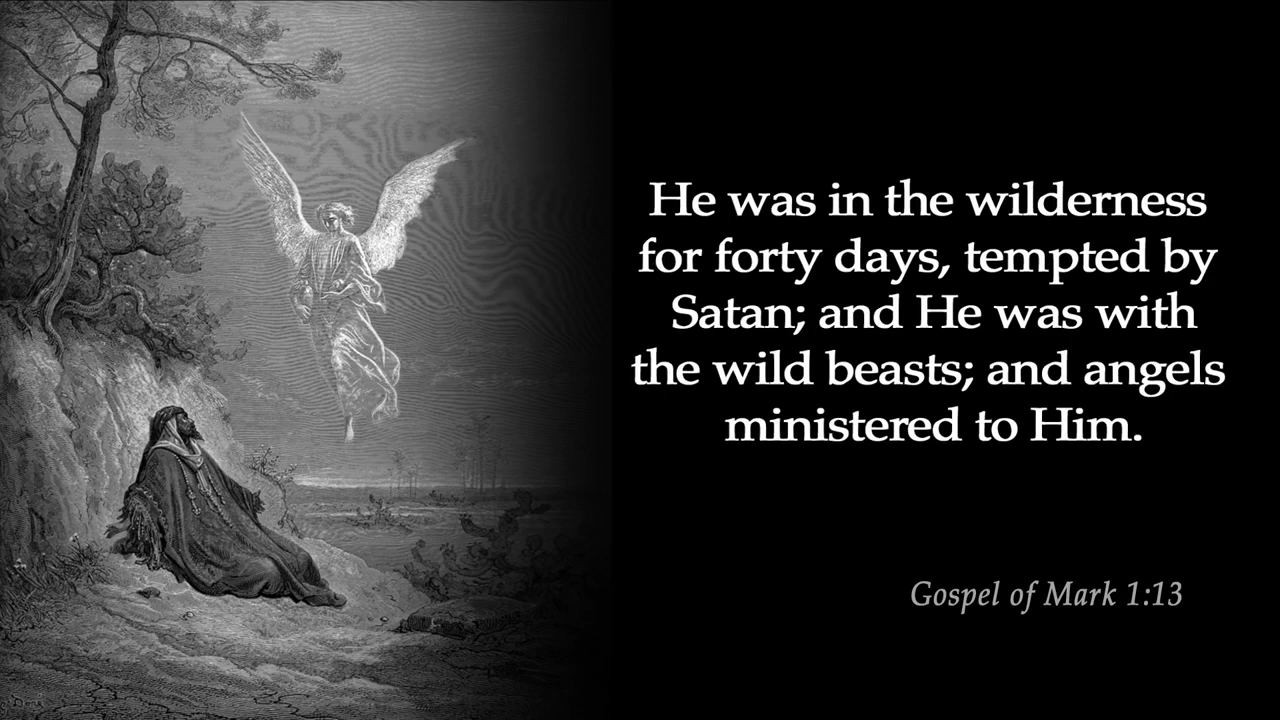 He was in the wilderness
for forty days, tempted by
Satan; and He was with
the wild beasts; and angels
ministered to Him.
Gospel of Mark 1:13